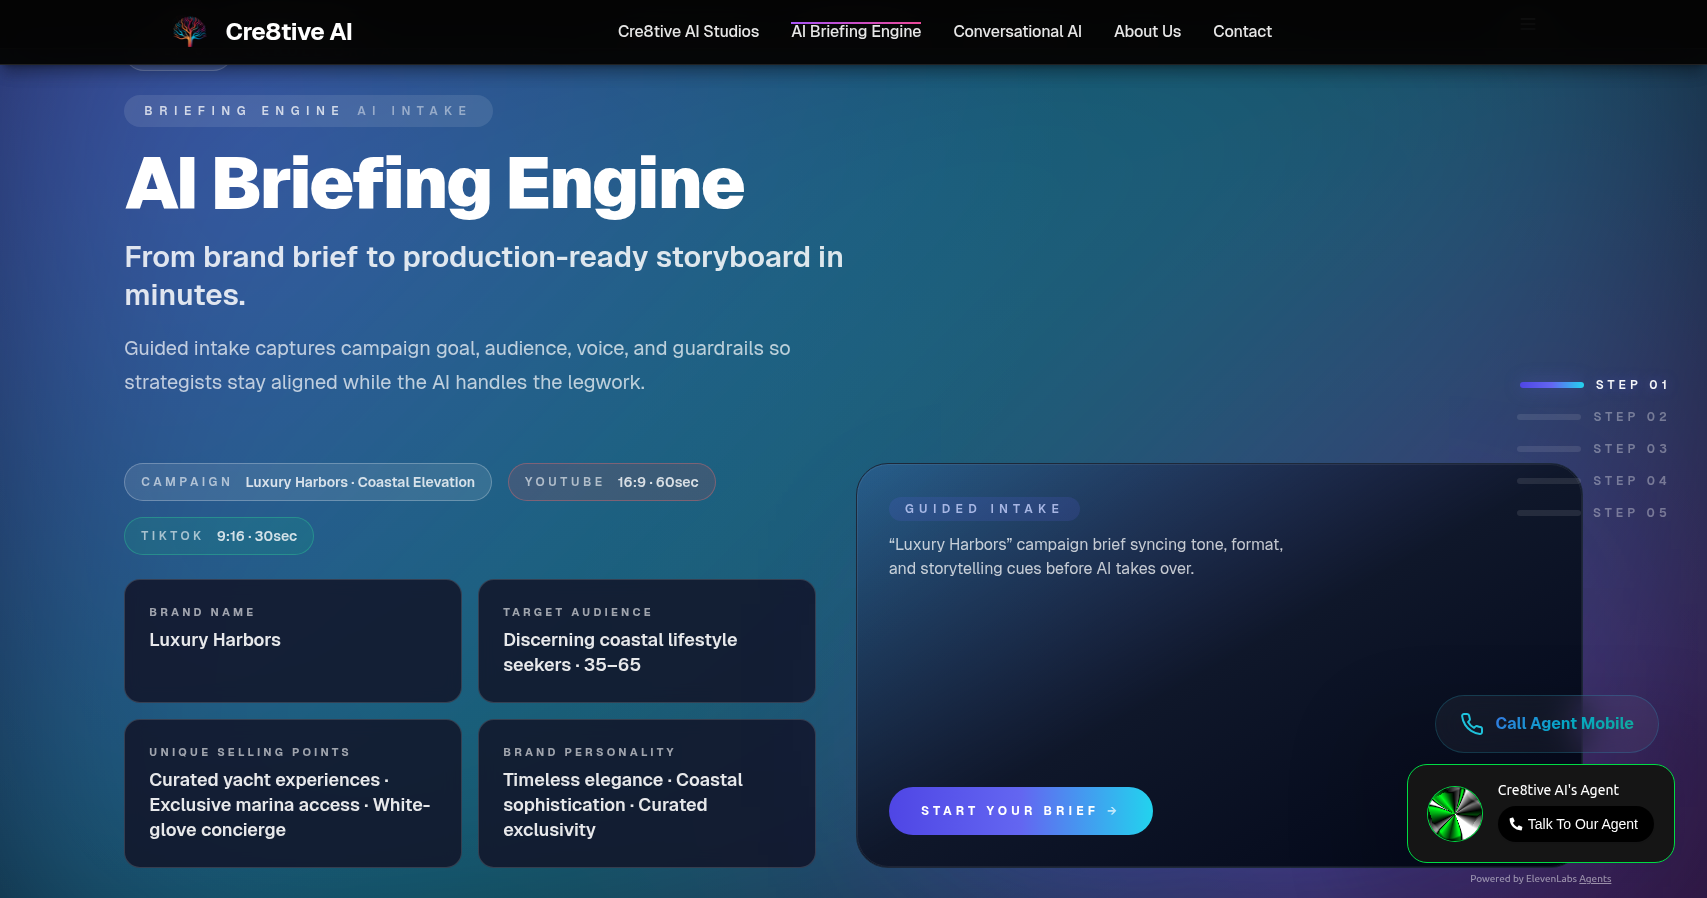 Cre8tive AI
Cre8tive AI Studios
AI Briefing Engine
Conversational AI
About Us
Contact
BRIEFING ENGINE AI INTAKE
AI Briefing Engine
From brand brief to production-ready storyboard in
minutes.
Guided intake captures campaign goal, audience, voice, and guardrails so
strategists stay aligned while the AI handles the legwork.
STEP 01
STEP 02
STEP 03
STEP 04
STEP 05
CAMPAIGN Luxury Harbors · Coastal Elevation
YOUTUBE 16:9 · 60sec
TIKTOK 9:16 · 30sec
BRAND NAME
Luxury Harbors
TARGET AUDIENCE
Discerning coastal lifestyle
seekers · 35–65
UNIQUE SELLING POINTS
Curated yacht experiences ·
Exclusive marina access · White-
glove concierge
BRAND PERSONALITY
Timeless elegance · Coastal
sophistication · Curated
exclusivity
GUIDED INTAKE
“Luxury Harbors” campaign brief syncing tone, format,
and storytelling cues before AI takes over.
START YOUR BRIEF →
Call Agent Mobile
Cre8tive AI's Agent
Talk To Our Agent
Powered by ElevenLabs Agents